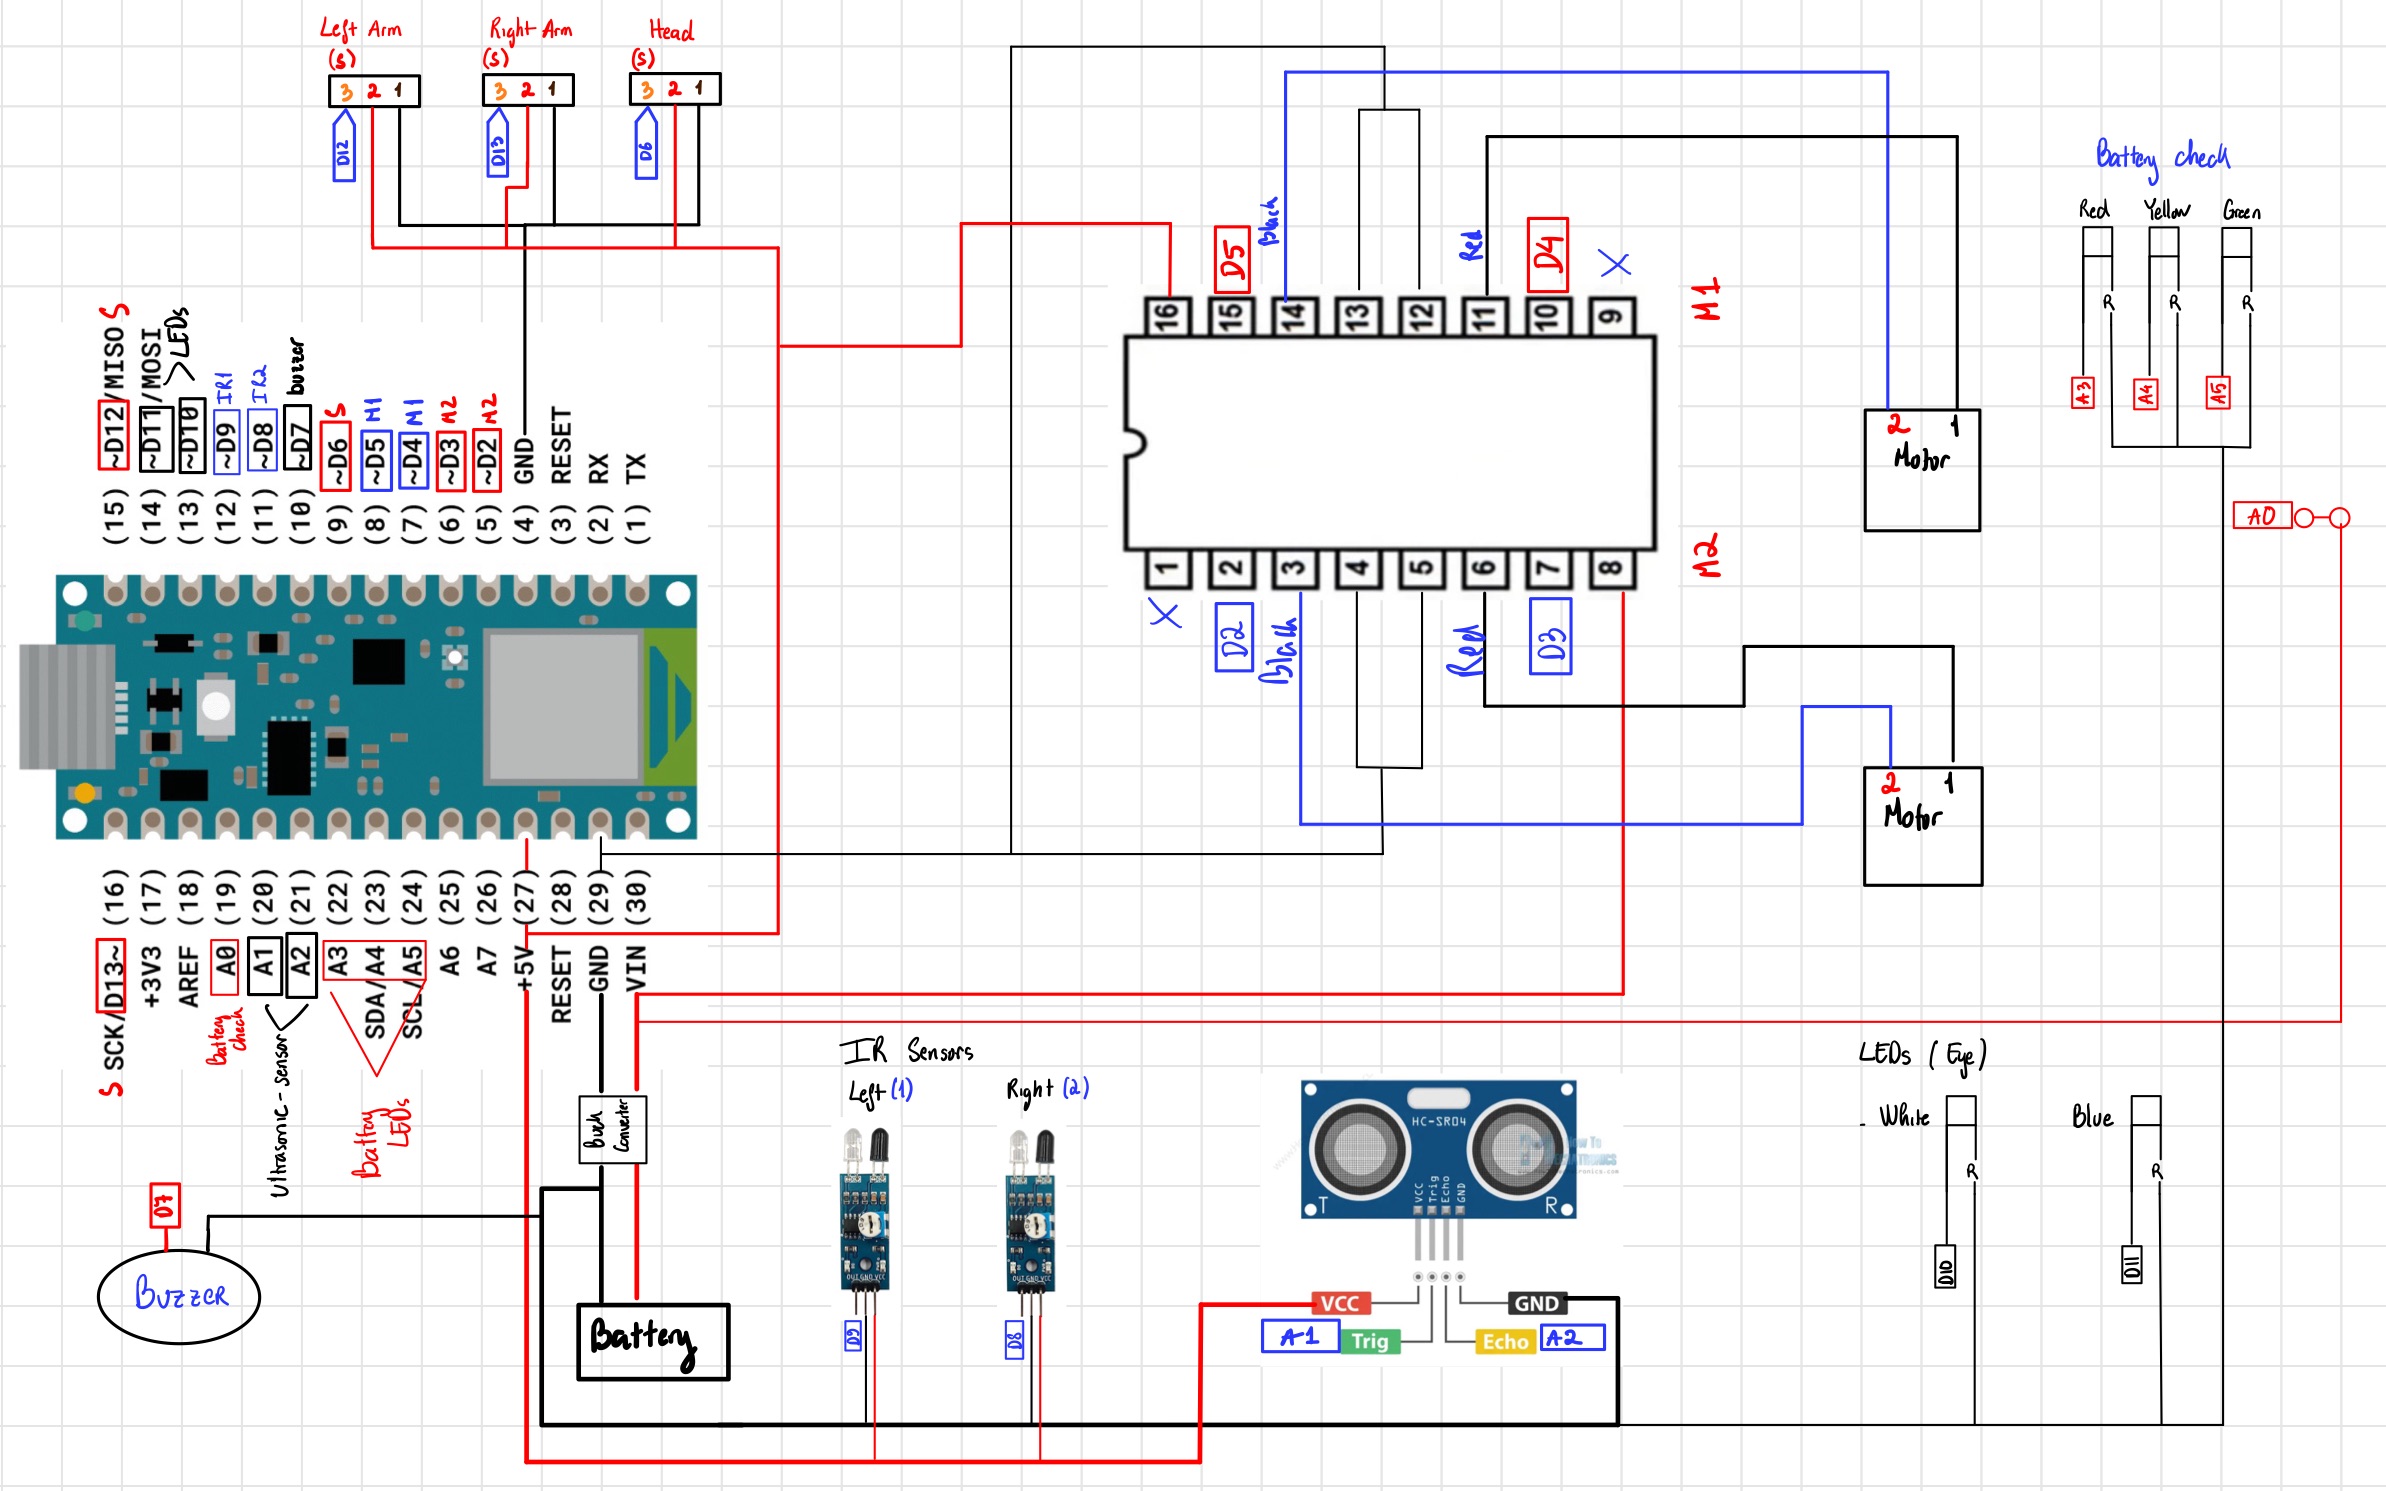 Left Arm
(S)
3 2 1
D12
Right Arm
(S)
3 2 1
D13
Head
(S)
3 2 1
D6
S
~D12/MISO
~D11/MOSI
>LEDs
~D10
IR1
~D9
IR2
~D8
buzzer
~D7
S
~D6
M1
~D5
M1
~D4
M2
~D3
M2
~D2
GND
RESET
RX
TX
(15) (14) (13) (12) (11) (10) (9) (8) (7) (6) (5) (4) (3) (2) (1)
(16) (17) (18) (19) (20) (21) (22) (23) (24) (25) (26) (27) (28) (29) (30)
S SCK/D13~
+3V3
AREF
A0
Battery
check
A1
A2
Ultrasonic-sensor
A3
SDA/A4
SCL/A5
Battery
LEDs
A6
A7
+5V
RESET
GND
VIN
D5
Black
Red
D4
X
M1
16 15 14 13 12 11 10 9
1 2 3 4 5 6 7 8
M2
X
D2
Black
Red
D3
2 1
Motor
2 1
Motor
Battery check
Red Yellow Green
R R R
A3 A4 A5
A0
Buck
Converter
Battery
D7
Buzzer
IR Sensors
Left (1)
Right (2)
OUT GND VCC
OUT GND VCC
D9
D8
HC-SR04
VCC
Trig
Echo
GND
T R
VCC
GND
A1
Trig
Echo
A2
LEDs (Eye)
White
Blue
R R
D10
D11